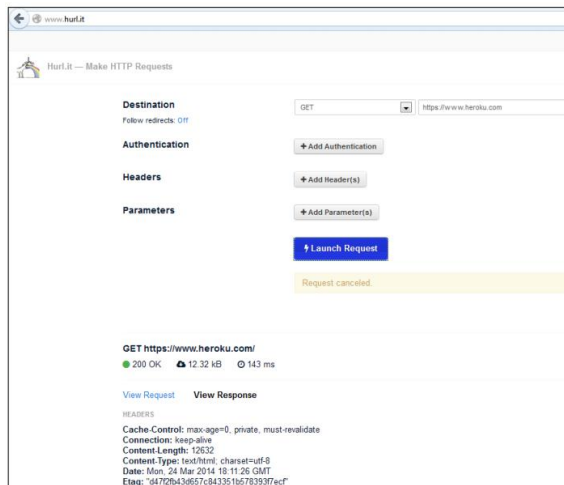 www.hurl.it
Hurl.it — Make HTTP Requests
Destination
GET
https://www.heroku.com
Follow redirects: Off
Authentication
+ Add Authentication
Headers
+ Add Header(s)
Parameters
+ Add Parameter(s)
Launch Request
Request canceled.
GET https://www.heroku.com/
200 OK 12.32 kB 143 ms
View Request View Response
HEADERS
Cache-Control: max-age=0, private, must-revalidate
Connection: keep-alive
Content-Length: 12632
Content-Type: text/html; charset=utf-8
Date: Mon, 24 Mar 2014 18:11:26 GMT
Etag: "d47f2fb43d657c843351b578393f7ecf"